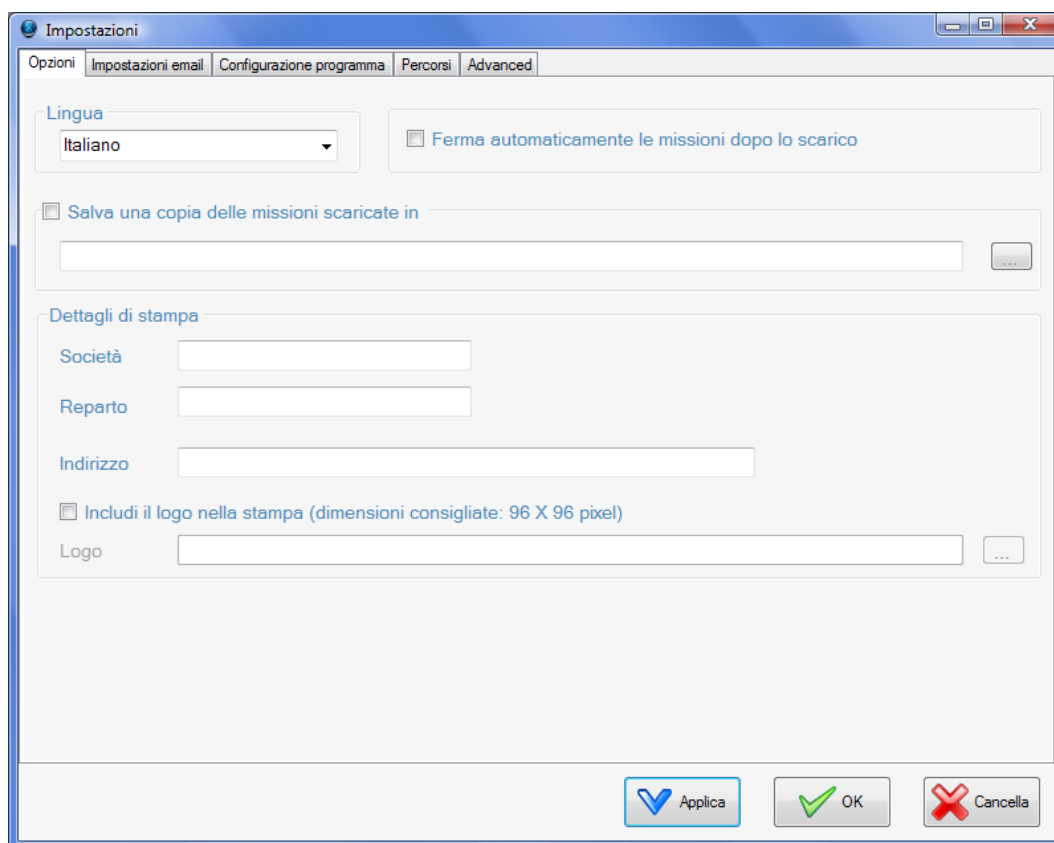 Impostazioni
Opzioni Impostazioni email Configurazione programma Percorsi Advanced
Lingua
Italiano
Ferma automaticamente le missioni dopo lo scarico
Salva una copia delle missioni scaricate in
...
Dettagli di stampa
Società
Reparto
Indirizzo
Includi il logo nella stampa (dimensioni consigliate: 96 X 96 pixel)
Logo
...
Applica OK Cancella